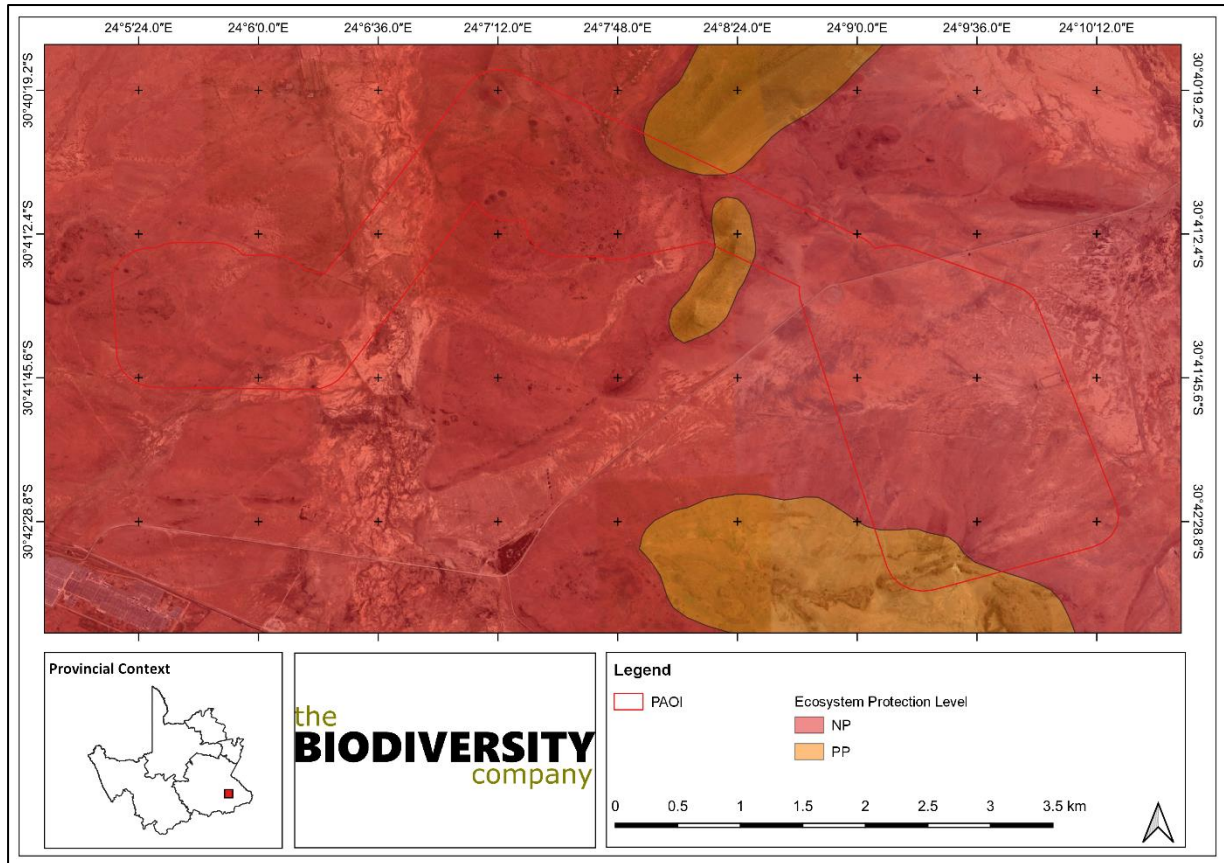 24°5'24.0"E 24°6'0.0"E 24°6'36.0"E 24°7'12.0"E 24°7'48.0"E 24°8'24.0"E 24°9'0.0"E 24°9'36.0"E 24°10'12.0"E
30°40'19.2"S 30°40'19.2"S
30°41'2.4"S 30°41'2.4"S
30°41'45.6"S 30°41'45.6"S
30°42'28.8"S 30°42'28.8"S
Provincial Context
the
BIODIVERSITY
company
Legend
PAOI
Ecosystem Protection Level
NP
PP
0 0.5 1 1.5 2 2.5 3 3.5 km